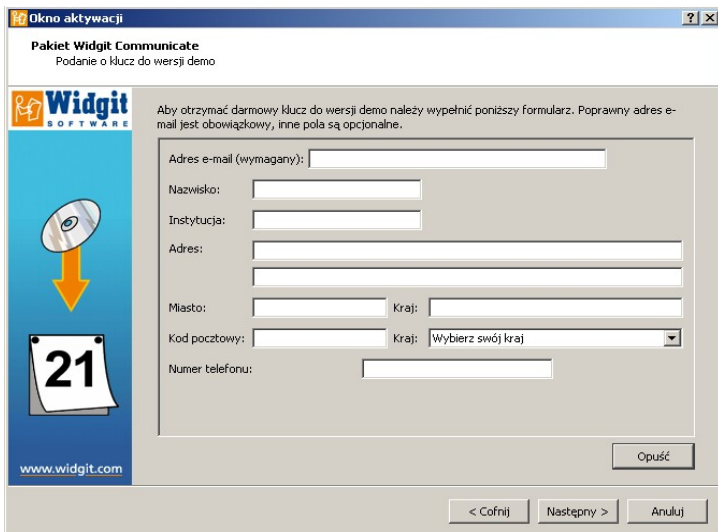 Okno aktywacji
Pakiet Widgit Communicate
Podanie o klucz do wersji demo
Widgit
SOFTWARE
Aby otrzymać darmowy klucz do wersji demo należy wypełnić poniższy formularz. Poprawny adres e-
mail jest obowiązkowy, inne pola są opcjonalne.
Adres e-mail (wymagany):
Nazwisko:
Instytucja:
Adres:
Miasto: Kraj:
Kod pocztowy: Kraj: Wybierz swój kraj
Numer telefonu:
21
Opuść
www.widgit.com
< Cofnij Następny > Anuluj